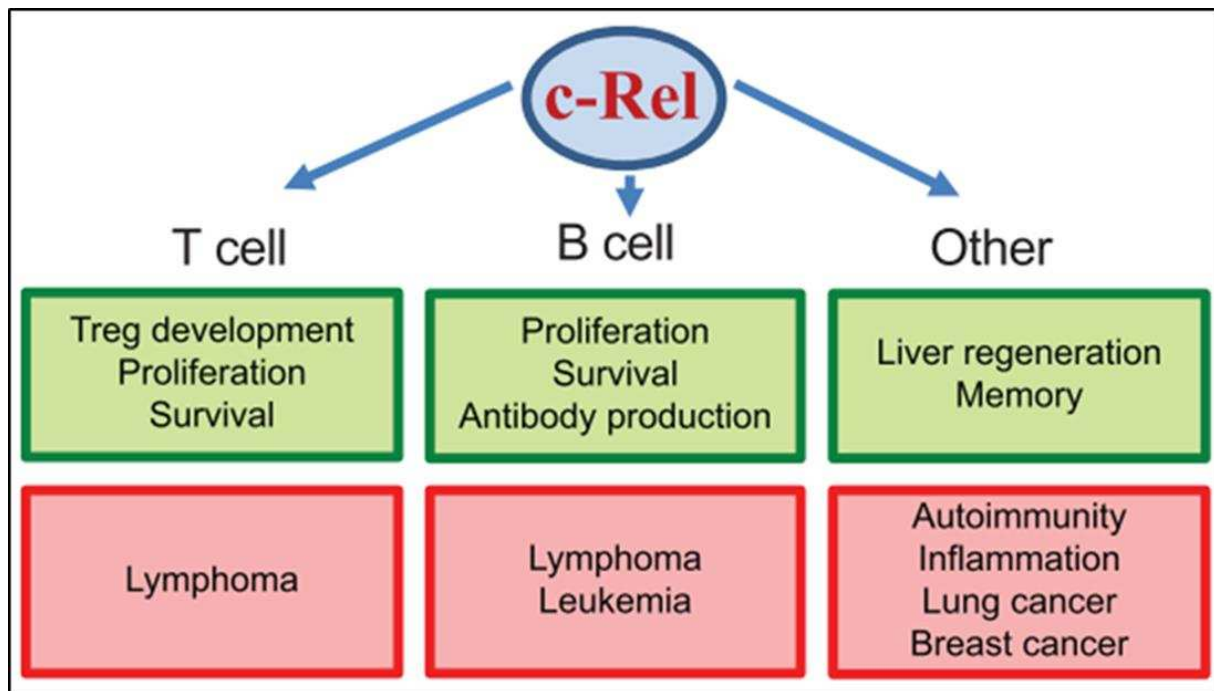 c-Rel
T cell
B cell
Other
Treg development
Proliferation
Survival
Proliferation
Survival
Antibody production
Liver regeneration
Memory
Lymphoma
Lymphoma
Leukemia
Autoimmunity
Inflammation
Lung cancer
Breast cancer